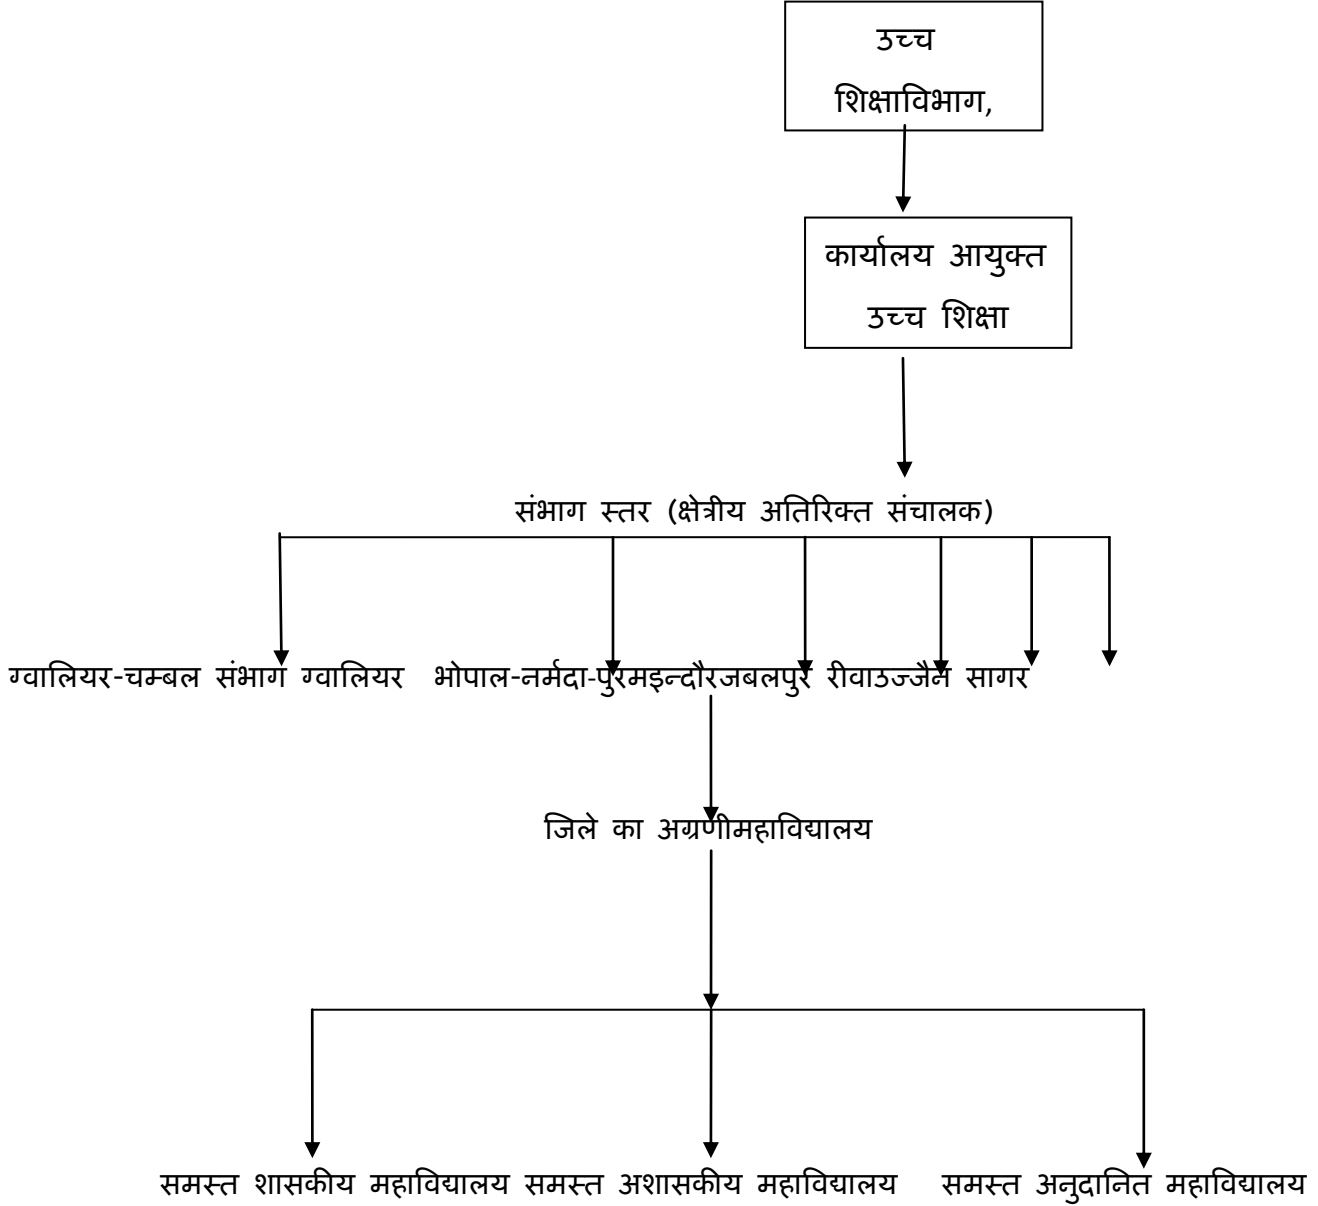 उच्च
शिक्षाविभाग,
कार्यालय आयुक्त
उच्च शिक्षा
संभाग स्तर (क्षेत्रीय अतिरिक्त संचालक)
ग्वालियर-चम्बल संभाग ग्वालियर भोपाल-नर्मदा-पुरमइन्दौरजबलपुर रीवाउज्जैन सागर
जिले का अग्रणीमहाविद्यालय
समस्त शासकीय महाविद्यालय समस्त अशासकीय महाविद्यालय समस्त अनुदानित महाविद्यालय